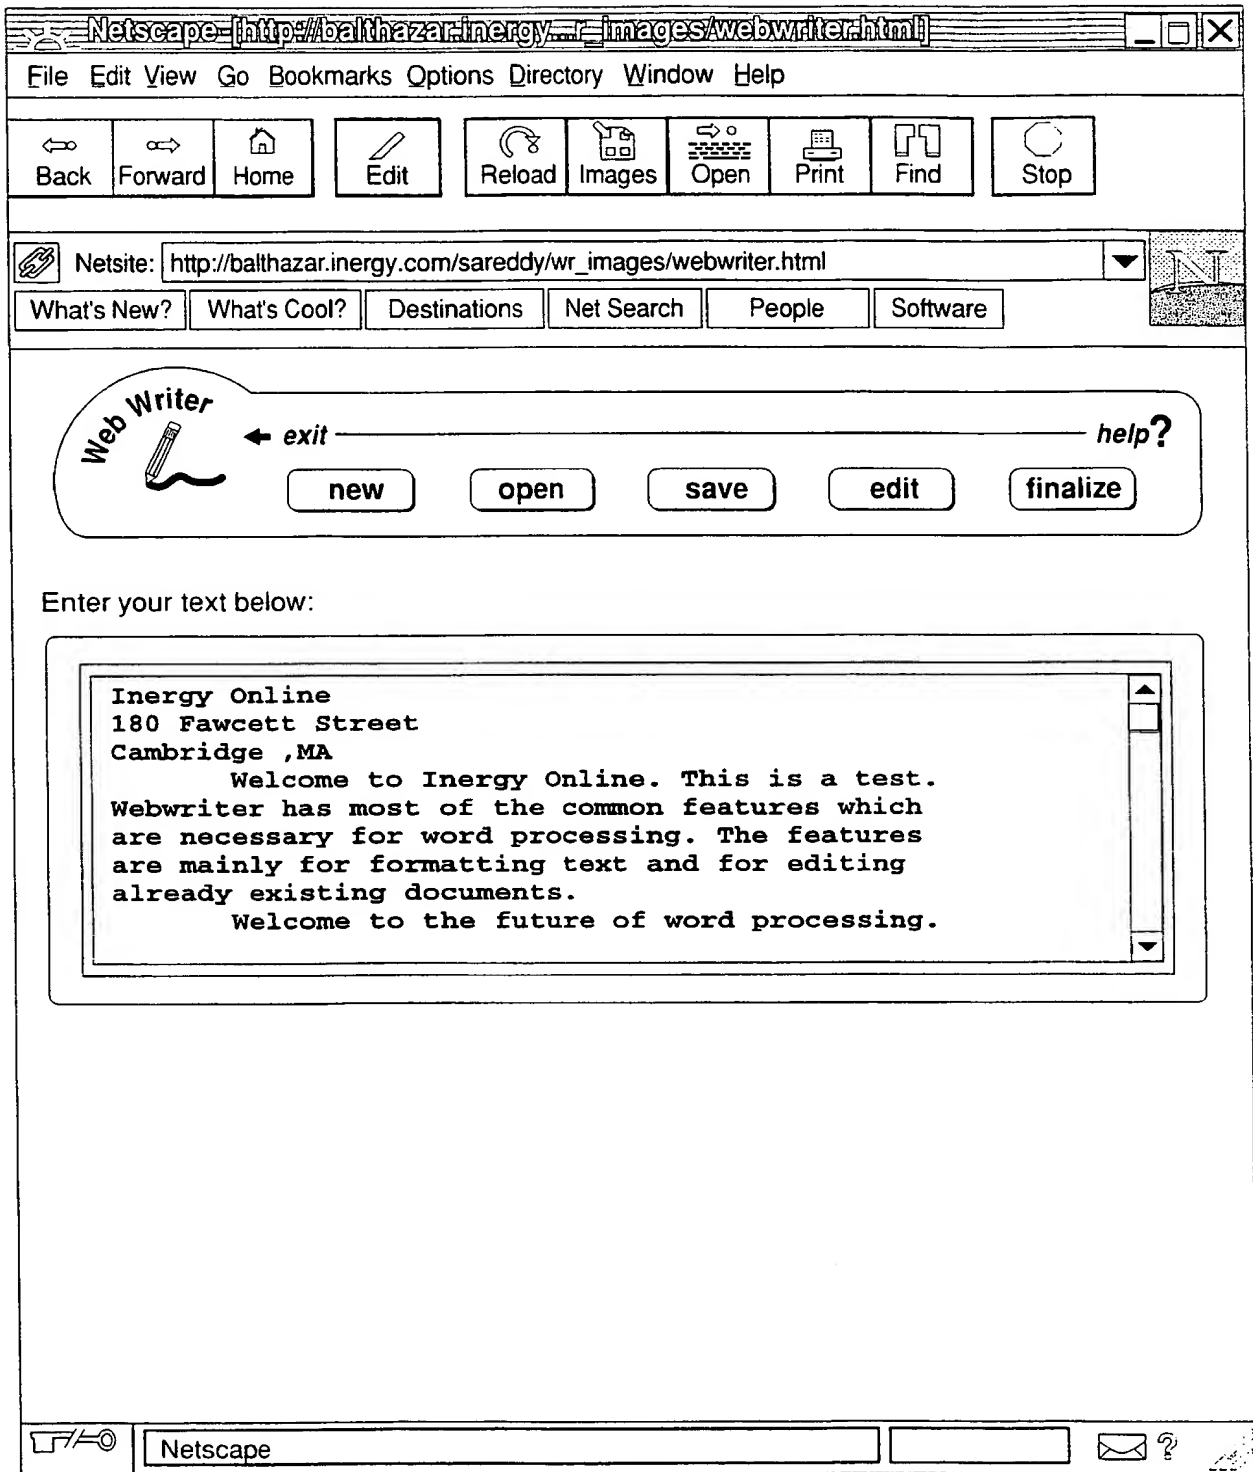 Netscape-[http://balthazar.inergy....r_images/webwriter.html]
File Edit View Go Bookmarks Options Directory Window Help
Back Forward Home Edit Reload Images Open Print Find Stop
Netsite: http://balthazar.inergy.com/sareddy/wr_images/webwriter.html
N
What's New? What's Cool? Destinations Net Search People Software
Web Writer
exit help?
new open save edit finalize
Enter your text below:
Inergy Online
180 Fawcett Street
Cambridge ,MA
Welcome to Inergy Online. This is a test.
Webwriter has most of the common features which
are necessary for word processing. The features
are mainly for formatting text and for editing
already existing documents.
Welcome to the future of word processing.
Netscape ?